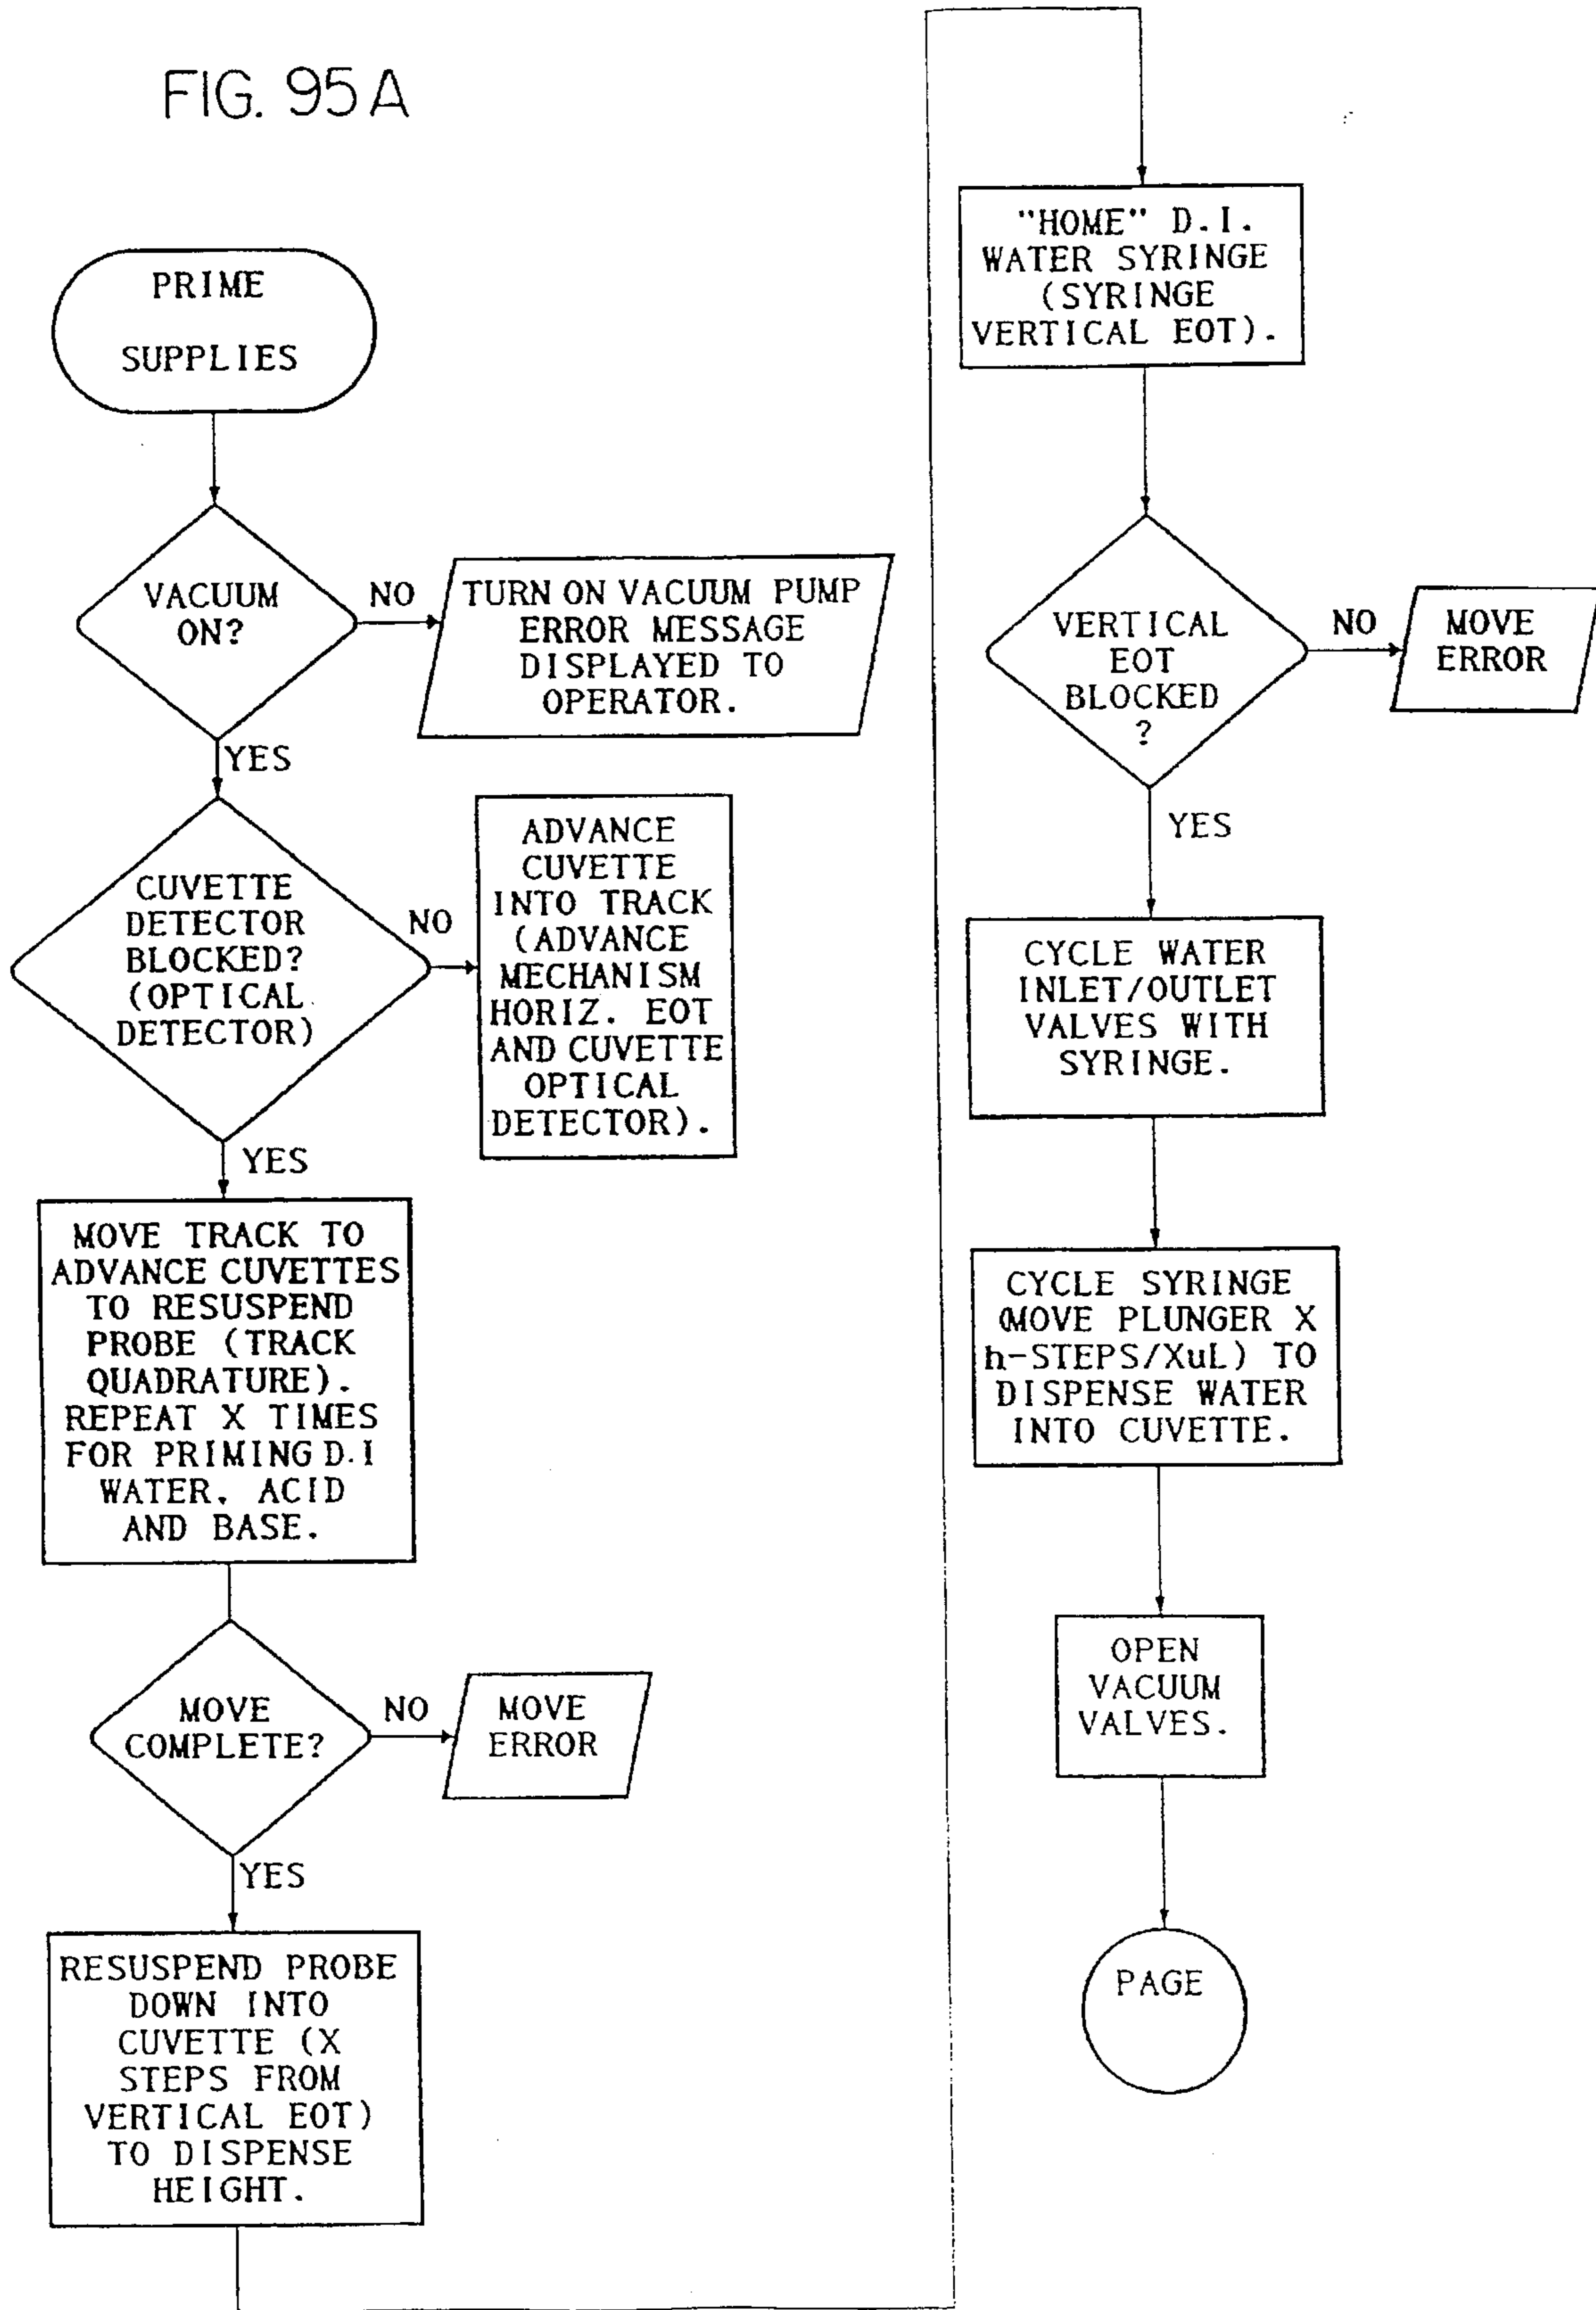 FIG. 95A
PRIME
SUPPLIES
VACUUM
ON?
NO
TURN ON VACUUM PUMP
ERROR MESSAGE
DISPLAYED TO
OPERATOR.
YES
CUVETTE
DETECTOR
BLOCKED?
(OPTICAL
DETECTOR)
NO
ADVANCE
CUVETTE
INTO TRACK
(ADVANCE
MECHANISM
HORIZ. EOT
AND CUVETTE
OPTICAL
DETECTOR).
YES
MOVE TRACK TO
ADVANCE CUVETTES
TO RESUSPEND
PROBE (TRACK
QUADRATURE).
REPEAT X TIMES
FOR PRIMING D.I
WATER, ACID
AND BASE.
MOVE
COMPLETE?
NO
MOVE
ERROR
YES
RESUSPEND PROBE
DOWN INTO
CUVETTE (X
STEPS FROM
VERTICAL EOT)
TO DISPENSE
HEIGHT.
"HOME" D.I.
WATER SYRINGE
(SYRINGE
VERTICAL EOT).
VERTICAL
EOT
BLOCKED
?
NO
MOVE
ERROR
YES
CYCLE WATER
INLET/OUTLET
VALVES WITH
SYRINGE.
CYCLE SYRINGE
(MOVE PLUNGER X
h-STEPS/XuL) TO
DISPENSE WATER
INTO CUVETTE.
OPEN
VACUUM
VALVES.
PAGE